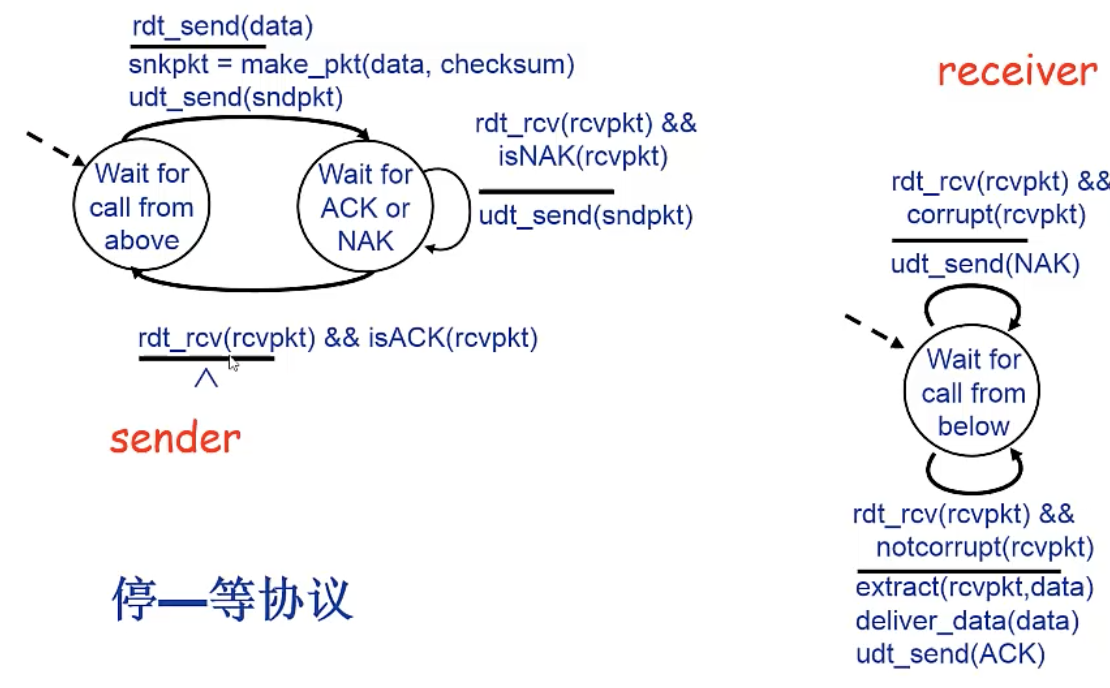 rdt_send(data)
snkpkt = make_pkt(data, checksum)
udt_send(sndpkt)
Wait for
call from
above
Wait for
ACK or
NAK
rdt_rcv(rcvpkt) &&
isNAK(rcvpkt)
udt_send(sndpkt)
rdt_rcv(rcvpkt) && isACK(rcvpkt)
Λ
sender
停—等协议
receiver
rdt_rcv(rcvpkt) &&
corrupt(rcvpkt)
udt_send(NAK)
Wait for
call from
below
rdt_rcv(rcvpkt) &&
notcorrupt(rcvpkt)
extract(rcvpkt,data)
deliver_data(data)
udt_send(ACK)